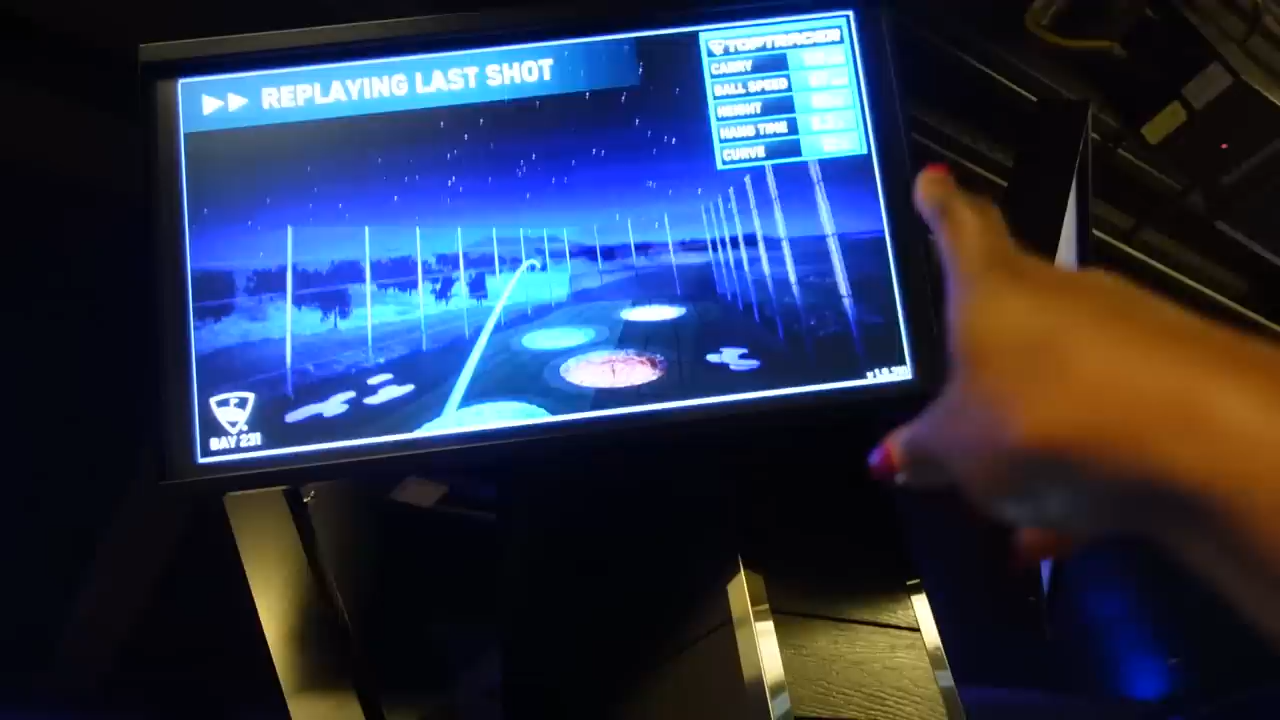 REPLAYING LAST SHOT
TOPTRACER
CARRY
BALL SPEED
HEIGHT
HANG TIME
CURVE
BAY 231